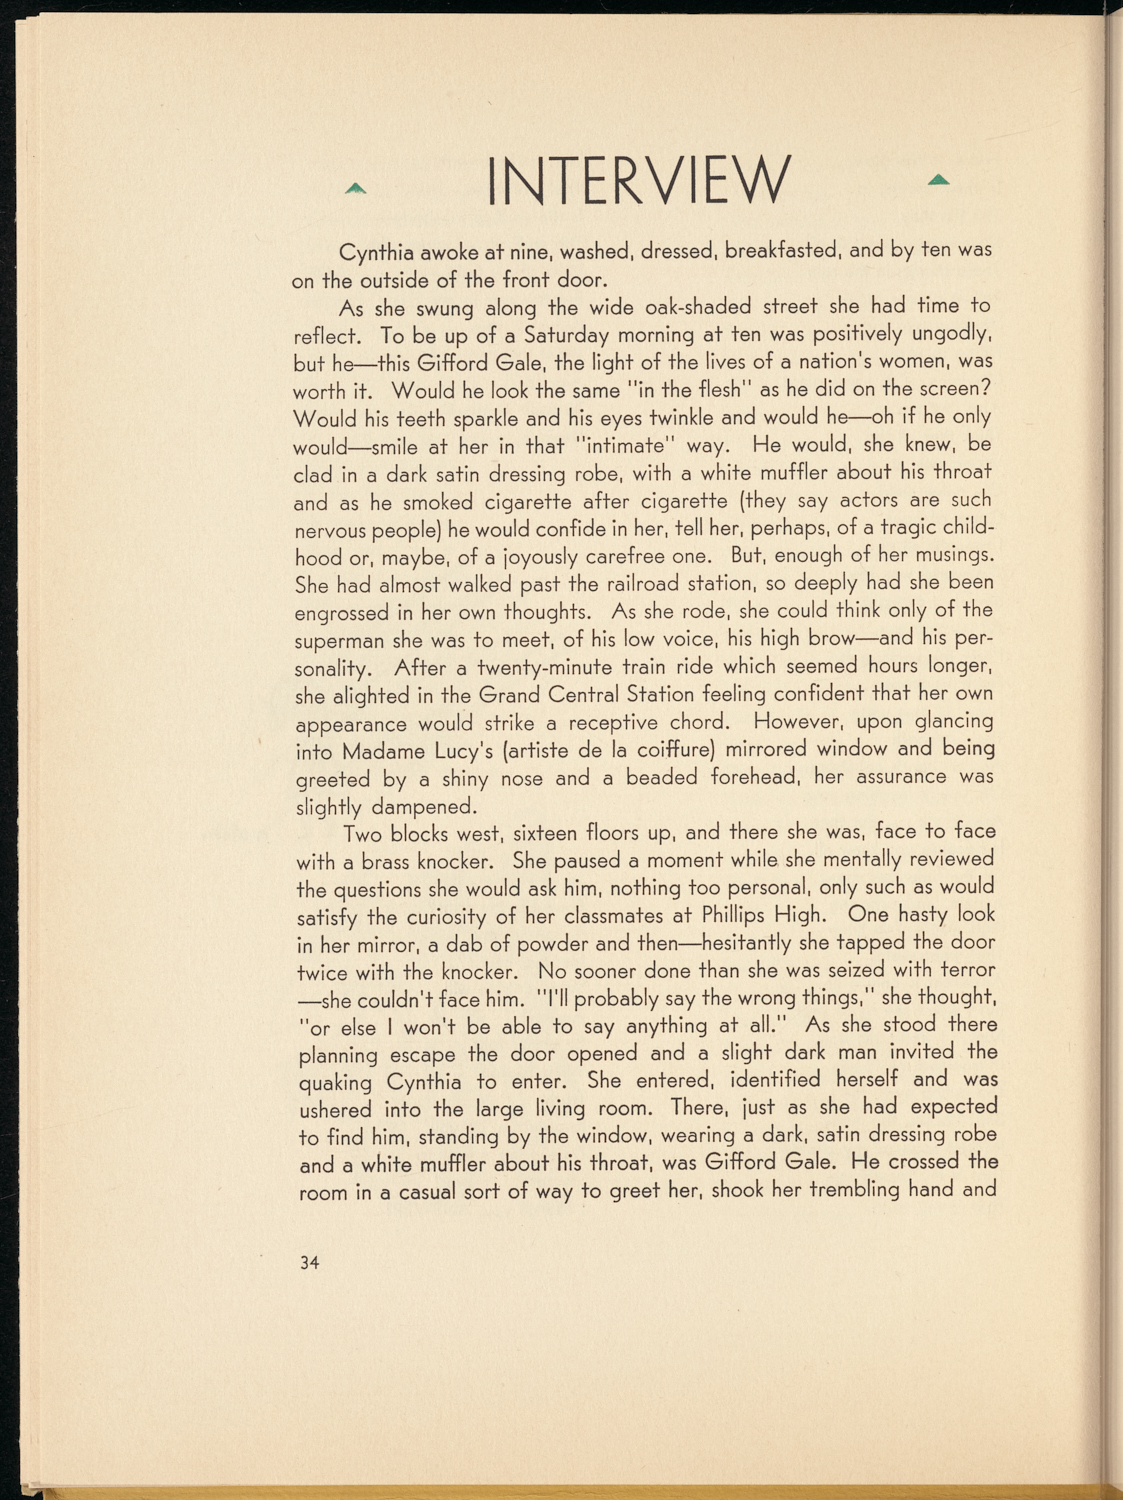 INTERVIEW
Cynthia awoke at nine, washed, dressed, breakfasted, and by ten was
on the outside of the front door.
As she swung along the wide oak-shaded street she had time to
reflect. To be up of a Saturday morning at ten was positively ungodly,
but he—this Gifford Gale, the light of the lives of a nation's women, was
worth it. Would he look the same "in the flesh" as he did on the screen?
Would his teeth sparkle and his eyes twinkle and would he—oh if he only
would—smile at her in that "intimate" way. He would, she knew, be
clad in a dark satin dressing robe, with a white muffler about his throat
and as he smoked cigarette after cigarette (they say actors are such
nervous people) he would confide in her, tell her, perhaps, of a tragic child-
hood or, maybe, of a joyously carefree one. But, enough of her musings.
She had almost walked past the railroad station, so deeply had she been
engrossed in her own thoughts. As she rode, she could think only of the
superman she was to meet, of his low voice, his high brow—and his per-
sonality. After a twenty-minute train ride which seemed hours longer,
she alighted in the Grand Central Station feeling confident that her own
appearance would strike a receptive chord. However, upon glancing
into Madame Lucy's (artiste de la coiffure) mirrored window and being
greeted by a shiny nose and a beaded forehead, her assurance was
slightly dampened.
Two blocks west, sixteen floors up, and there she was, face to face
with a brass knocker. She paused a moment while she mentally reviewed
the questions she would ask him, nothing too personal, only such as would
satisfy the curiosity of her classmates at Phillips High. One hasty look
in her mirror, a dab of powder and then—hesitantly she tapped the door
twice with the knocker. No sooner done than she was seized with terror
—she couldn't face him. "I'll probably say the wrong things," she thought,
"or else I won't be able to say anything at all." As she stood there
planning escape the door opened and a slight dark man invited the
quaking Cynthia to enter. She entered, identified herself and was
ushered into the large living room. There, just as she had expected
to find him, standing by the window, wearing a dark, satin dressing robe
and a white muffler about his throat, was Gifford Gale. He crossed the
room in a casual sort of way to greet her, shook her trembling hand and
34